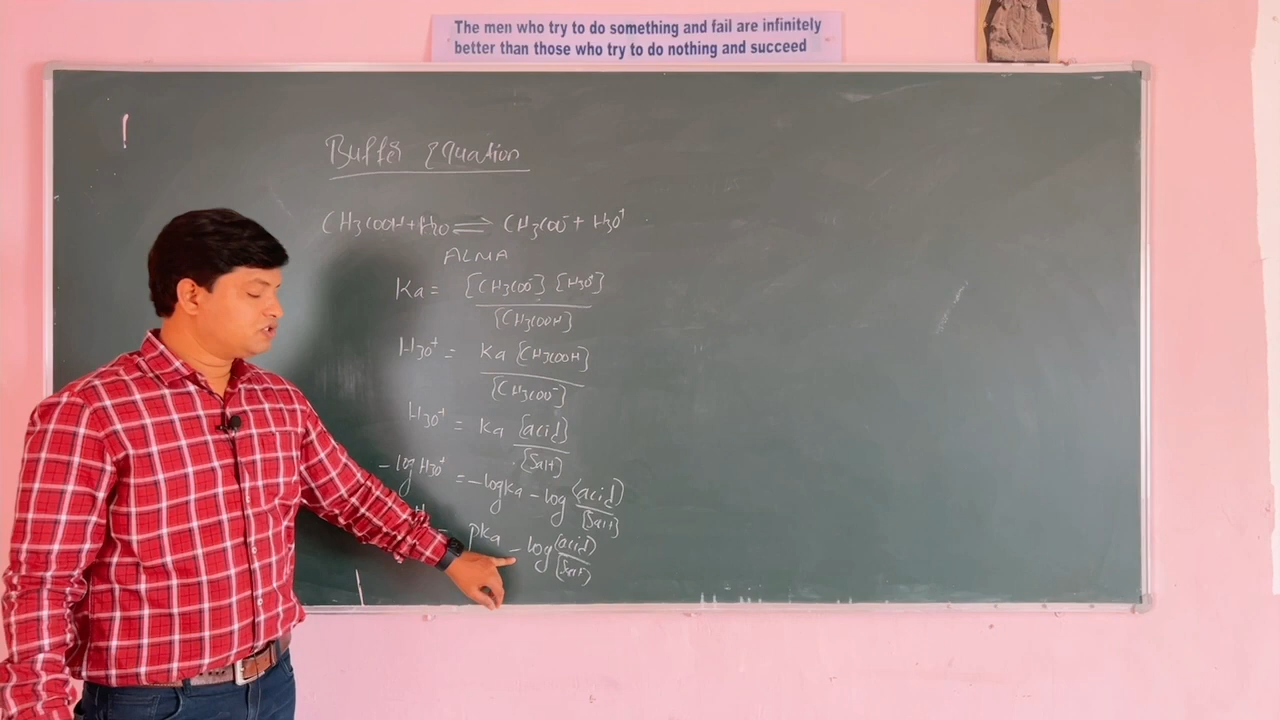 The men who try to do something and fail are infinitely
better than those who try to do nothing and succeed
Buffer Equation
CH3COOH + H2O ⇌ CH3COO⁻ + H3O⁺
ALMA
Ka = [CH3COO⁻] [H3O⁺]
[CH3COOH]
H3O⁺ = Ka [CH3COOH]
[CH3COO⁻]
H3O⁺ = Ka [acid]
[Salt]
-log H3O⁺ = -log Ka - log [acid]
[Salt]
H = pKa - log [acid]
[Salt]